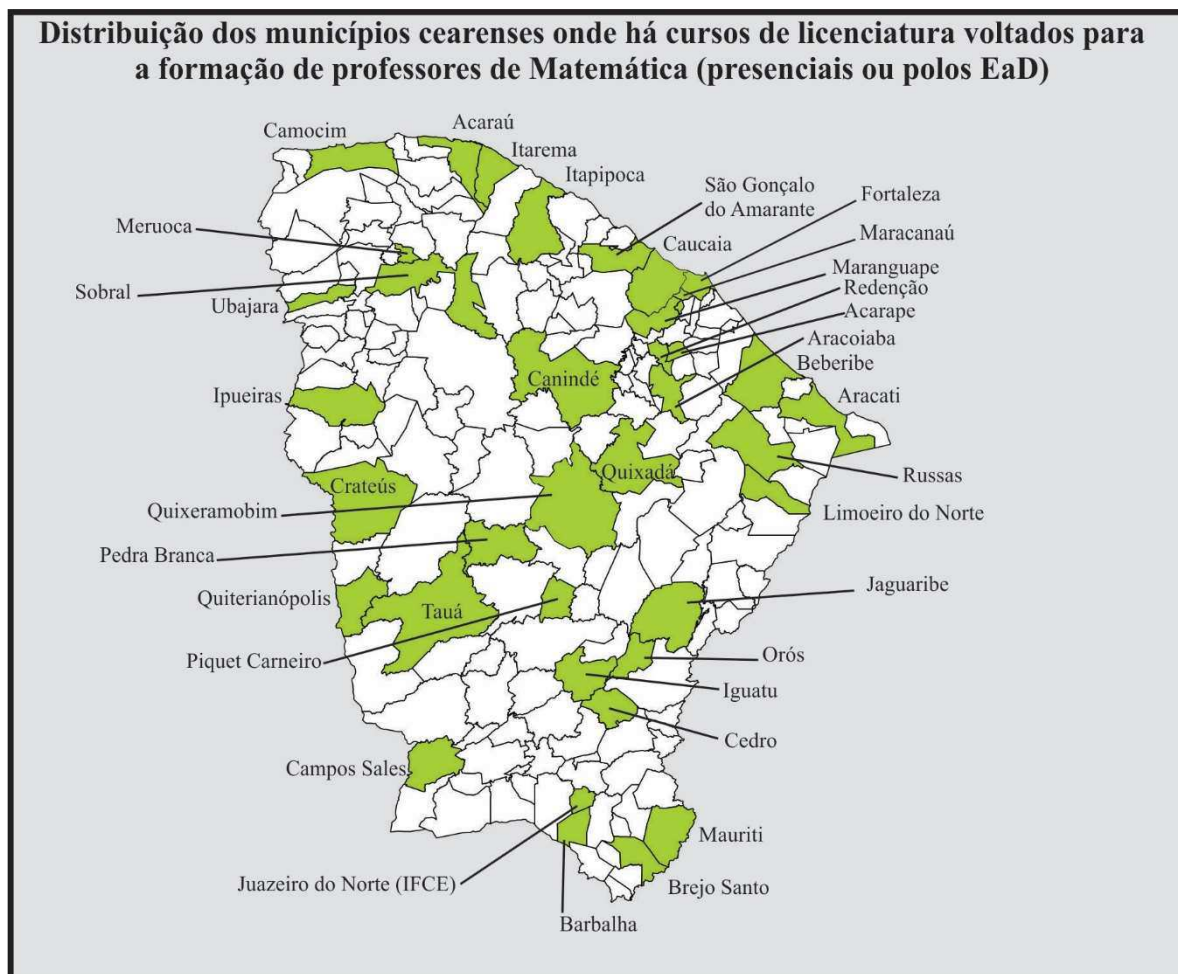 Distribuição dos municípios cearenses onde há cursos de licenciatura voltados para
a formação de professores de Matemática (presenciais ou polos EaD)
Camocim
Acaraú
Itarema
Itapipoca
São Gonçalo
do Amarante
Fortaleza
Meruoca
Caucaia
Maracanaú
Maranguape
Sobral
Redenção
Ubajara
Acarape
Aracoiaba
Beberibe
Canindé
Ipueiras
Aracati
Quixadá
Russas
Crateús
Quixeramobim
Limoeiro do Norte
Pedra Branca
Jaguaribe
Quiterianópolis
Tauá
Piquet Carneiro
Orós
Iguatu
Cedro
Campos Sales
Mauriti
Juazeiro do Norte (IFCE)
Brejo Santo
Barbalha